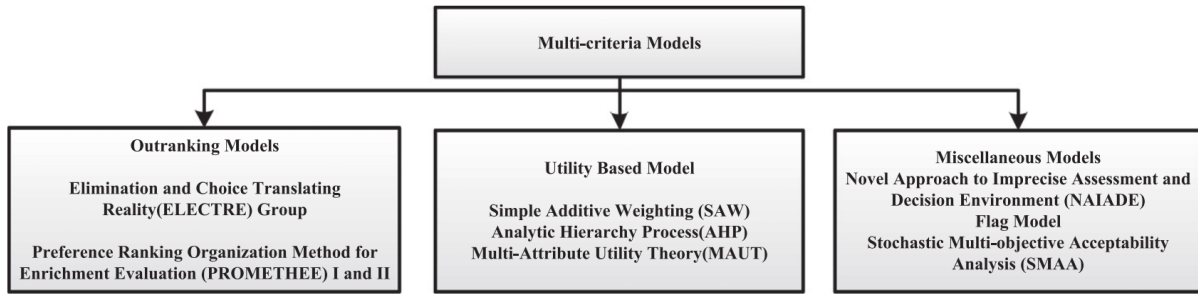 Multi-criteria Models
Outranking Models
Elimination and Choice Translating
Reality(ELECTRE) Group
Preference Ranking Organization Method for
Enrichment Evaluation (PROMETHEE) I and II
Utility Based Model
Simple Additive Weighting (SAW)
Analytic Hierarchy Process(AHP)
Multi-Attribute Utility Theory(MAUT)
Miscellaneous Models
Novel Approach to Imprecise Assessment and
Decision Environment (NAIADE)
Flag Model
Stochastic Multi-objective Acceptability
Analysis (SMAA)